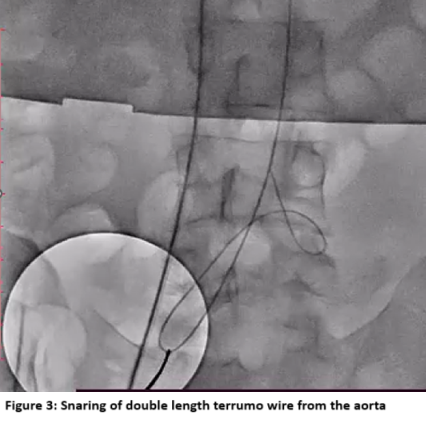 Figure 3: Snaring of double length terrumo wire from the aorta